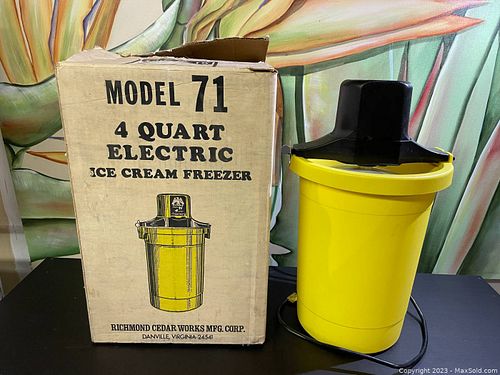 MODEL 71
4 QUART
ELECTRIC
ICE CREAM FREEZER
RICHMOND CEDAR WORKS MFG. CORP.
DANVILLE, VIRGINIA 24541
Copyright 2023 - MaxSold.com